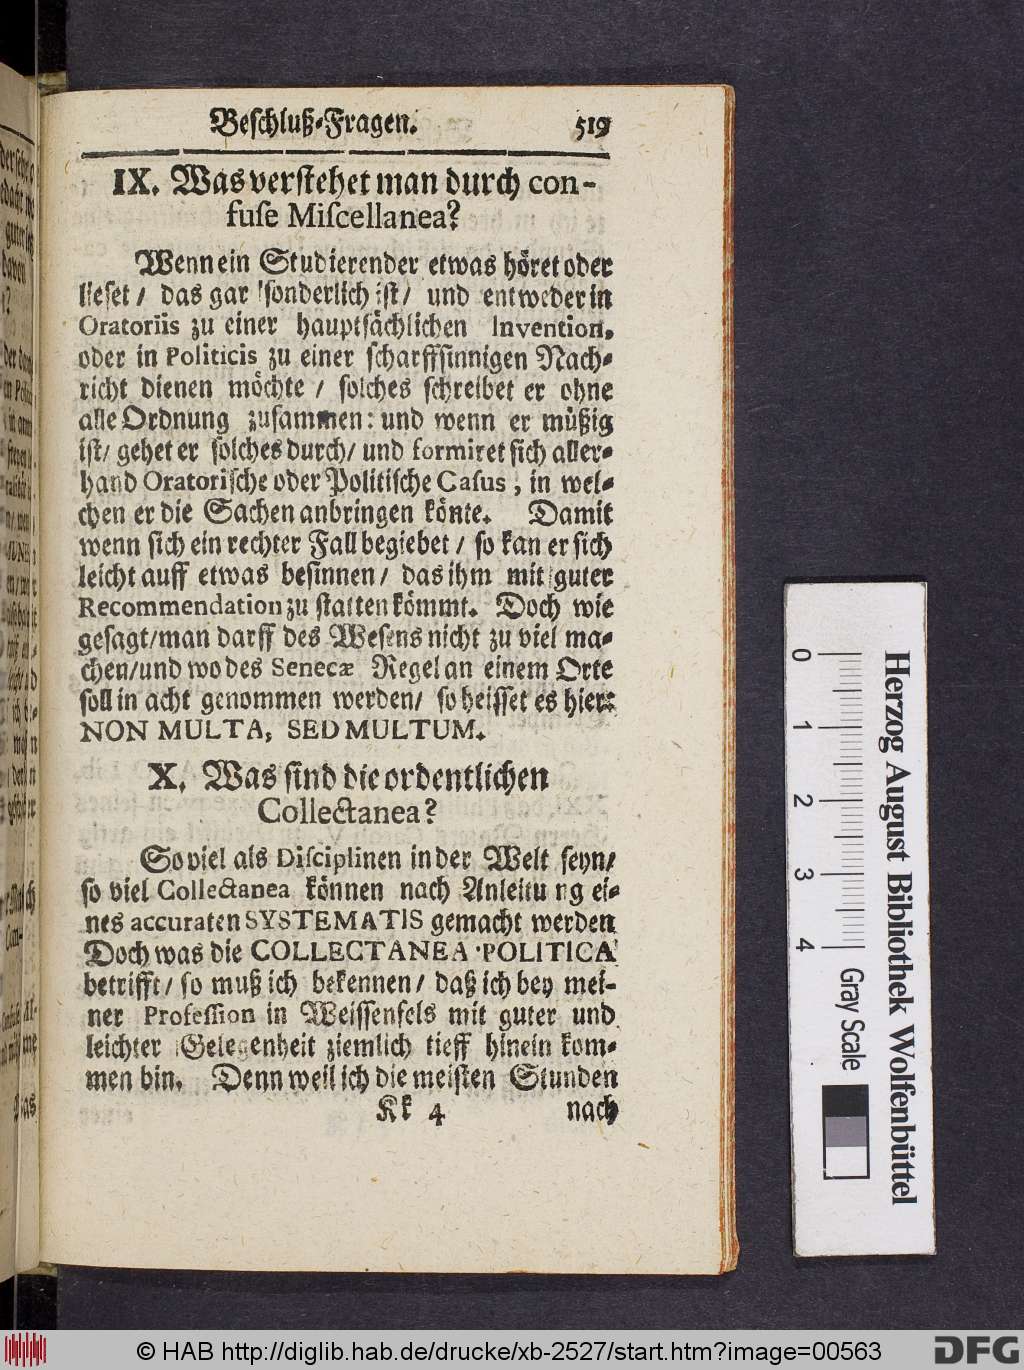 Beschluß-Fragen. 519
IX. Was verstehet man durch con-
fuse Miscellanea?
Wenn ein Studierender etwas höret oder
lieset / das gar sonderlich ist / und entweder in
Oratoriis zu einer hauptsächlichen Invention,
oder in Politicis zu einer scharffsinnigen Nach-
richt dienen möchte / solches schreibet er ohne
alle Ordnung zusammen: und wenn er müßig
ist / gehet er solches durch / und formiret sich aller-
hand Oratorische oder Politische Casus, in wel-
chen er die Sachen anbringen könte. Damit
wenn sich ein rechter Fall begiebet / so kan er sich
leicht auff etwas besinnen / das ihm mit guter
Recommendation zu statten kömmt. Doch wie
gesagt / man darff des Wesens nicht zu viel ma-
chen / und wo des Senecæ Regel an einem Orte
soll in acht genommen werden / so heisset es hier:
NON MULTA, SED MULTUM.
X. Was sind die ordentlichen
Collectanea?
So viel als Disciplinen in der Welt seyn /
so viel Collectanea können nach Anleitung ei-
nes accuraten SYSTEMATIS gemacht werden
Doch was die COLLECTANEA POLITICA
betrifft / so muß ich bekennen / daß ich bey mei-
ner Profession in Weissenfels mit guter und
leichter Gelegenheit ziemlich tieff hinein kom-
men bin. Denn weil ich die meisten Stunden
Kk 4 nach
0 1 2 3 4 Gray Scale
Herzog August Bibliothek Wolfenbüttel
© HAB http://diglib.hab.de/drucke/xb-2527/start.htm?image=00563
DFG